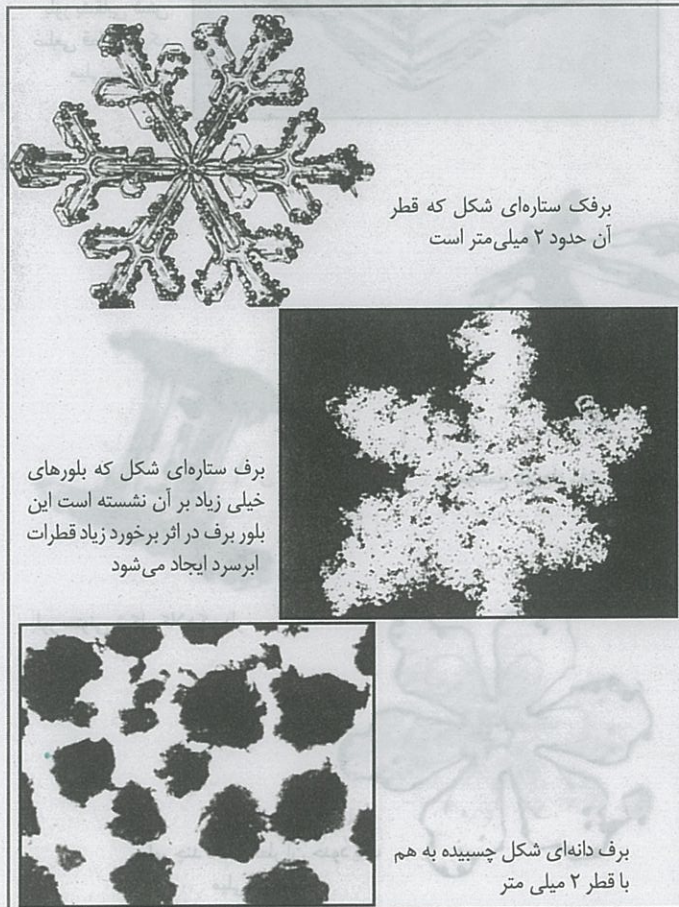 برفک ستاره‌ای شکل که قطر
آن حدود ۲ میلی‌متر است
برف ستاره‌ای شکل که بلورهای
خیلی زیاد بر آن نشسته است این
بلور برف در اثر برخورد زیاد قطرات
ابرسرد ایجاد می‌شود
برف دانه‌ای شکل چسبیده به هم
با قطر ۲ میلی متر